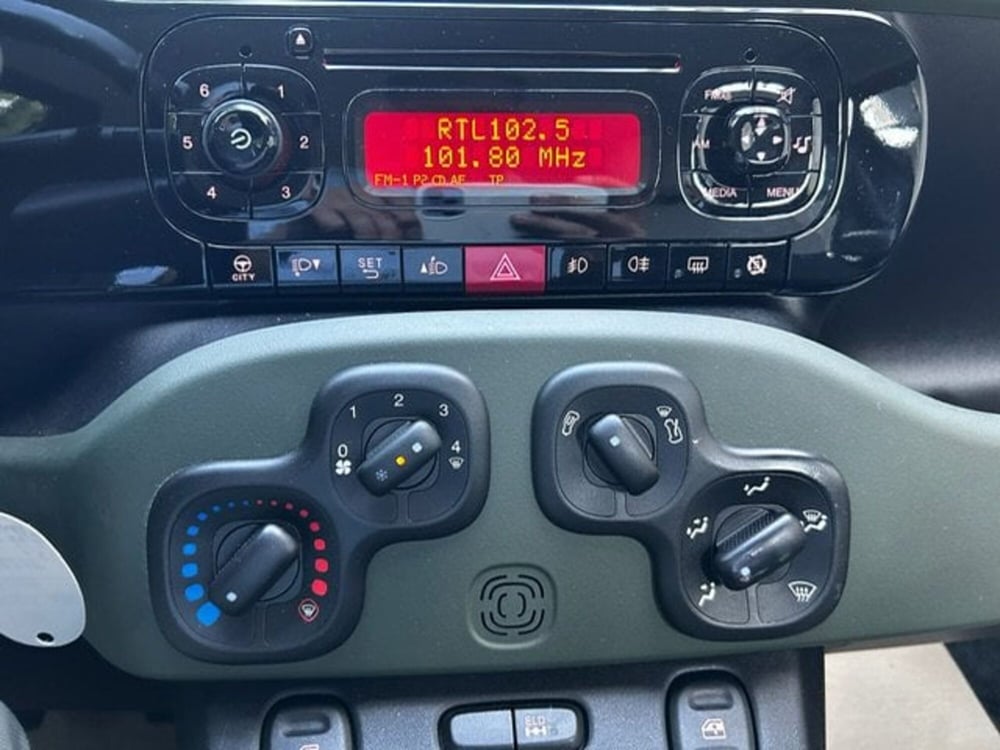 6 1
5 2
4 3
RTL102.5
101.80 MHz
FM-1 P2 CD AF TP
AM
MEDIA MENU
CITY SET
0 1 2 3 4
ELD